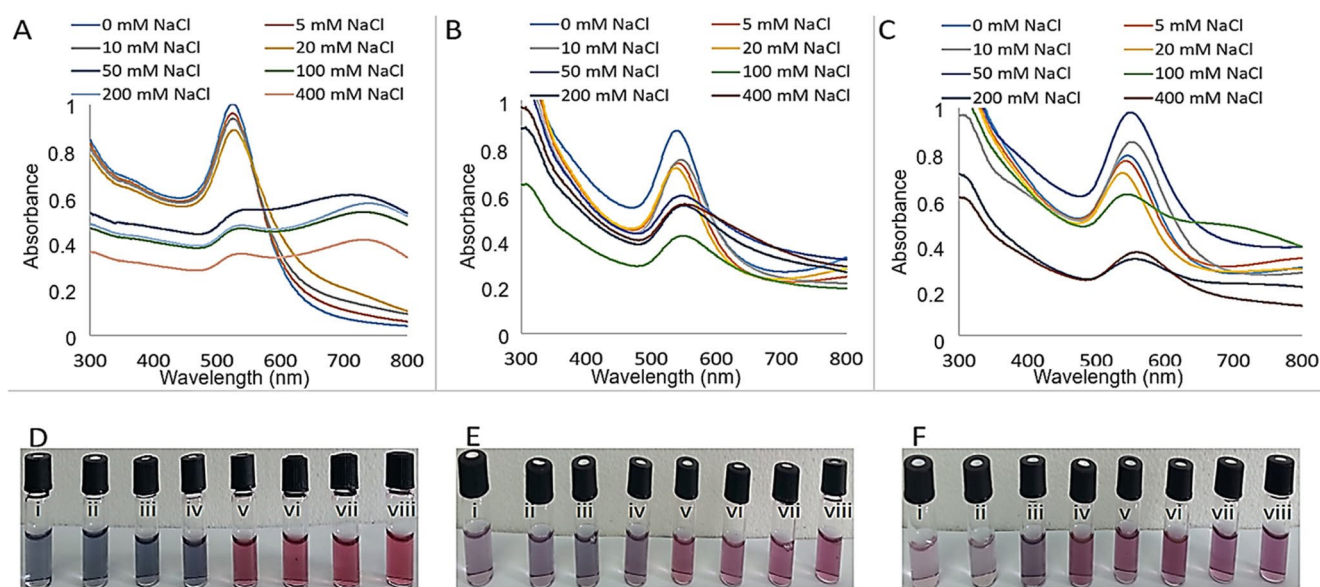 A
0 mM NaCl 5 mM NaCl
10 mM NaCl 20 mM NaCl
50 mM NaCl 100 mM NaCl
200 mM NaCl 400 mM NaCl
1
0.8
0.6
0.4
0.2
0
Absorbance
300 400 500 600 700 800
Wavelength (nm)
B
0 mM NaCl 5 mM NaCl
10 mM NaCl 20 mM NaCl
50 mM NaCl 100 mM NaCl
200 mM NaCl 400 mM NaCl
1
0.8
0.6
0.4
0.2
0
Absorbance
300 400 500 600 700 800
Wavelength (nm)
C
0 mM NaCl 5 mM NaCl
10 mM NaCl 20 mM NaCl
50 mM NaCl 100 mM NaCl
200 mM NaCl 400 mM NaCl
1
0.8
0.6
0.4
0.2
0
Absorbance
300 400 500 600 700 800
Wavelength (nm)
D
i ii iii iv v vi vii viii
E
i ii iii iv v vi vii viii
F
i ii iii iv v vi vii viii